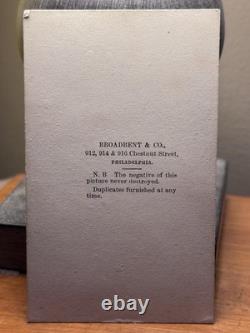 BROADBENT & CO.,
912, 914 & 916 Chestnut Street,
PHILADELPHIA.
N. B The negative of this
picture never destroyed.
Duplicates furnished at any
time.